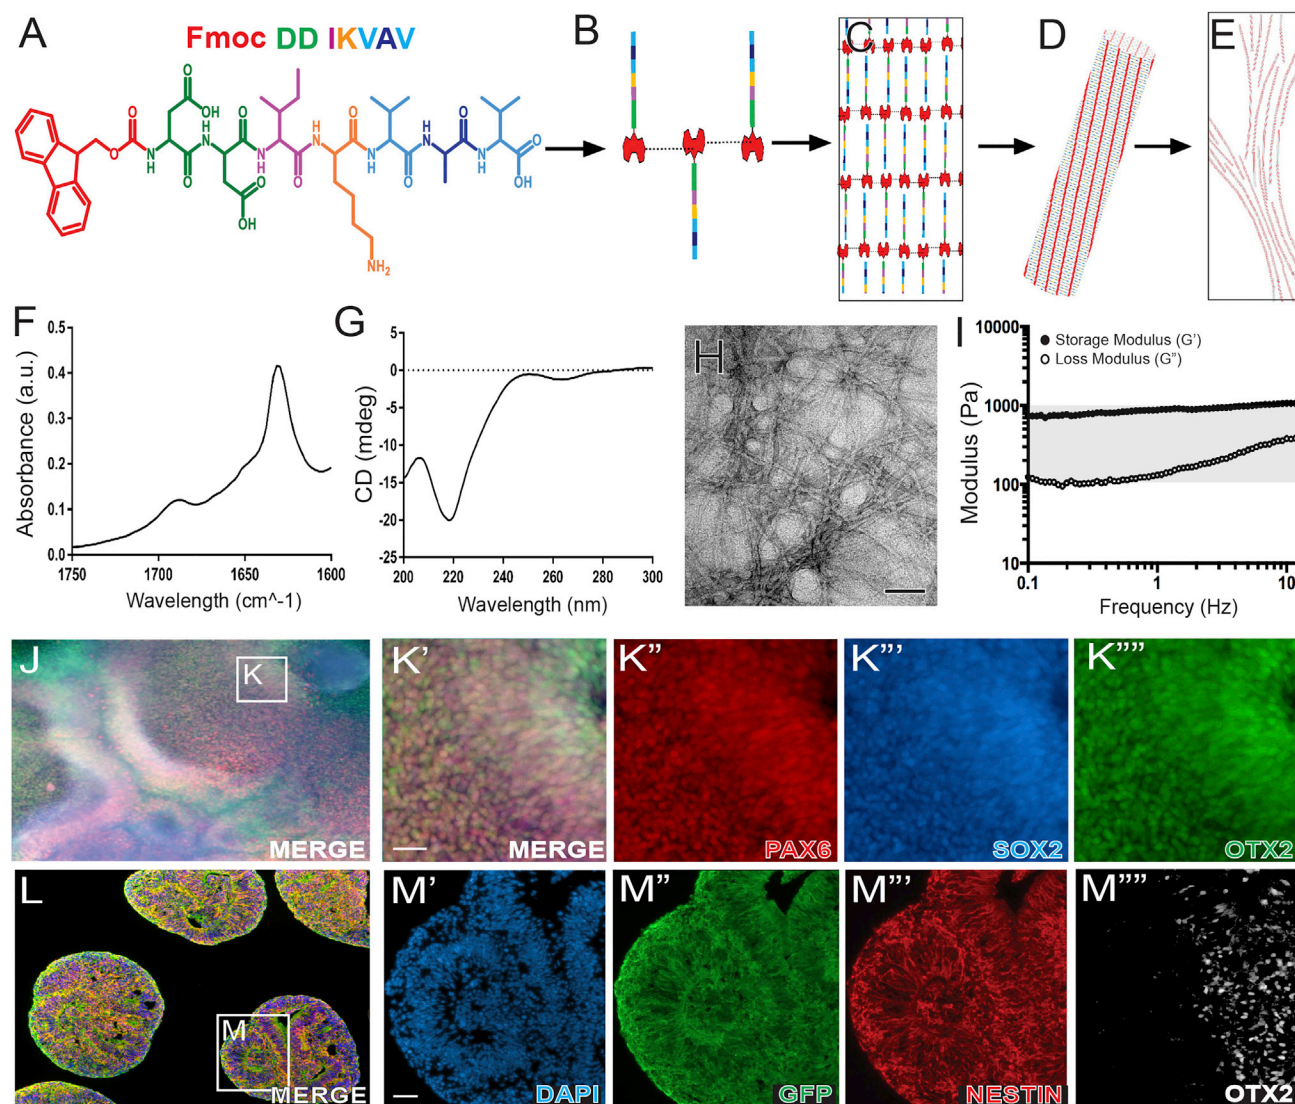 A
Fmoc DD IKVAV
O
OH
O
O
O
O
O
O
O
H
N
H
N
H
N
H
N
O
N
H
O
N
H
O
N
H
O
OH
O
OH
NH2
B
C
D
E
F
Absorbance (a.u.)
0.5
0.4
0.3
0.2
0.1
0.0
1750
1700
1650
1600
Wavelength (cm^-1)
G
CD (mdeg)
5
0
-5
-10
-15
-20
-25
200
220
240
260
280
300
Wavelength (nm)
H
I
Modulus (Pa)
10000
1000
100
10
Storage Modulus (G')
Loss Modulus (G")
0.1
1
10
Frequency (Hz)
J
K
MERGE
K'
MERGE
K"
PAX6
K"'
SOX2
K""
OTX2
L
M
MERGE
M'
DAPI
M"
GFP
M"'
NESTIN
M""
OTX2